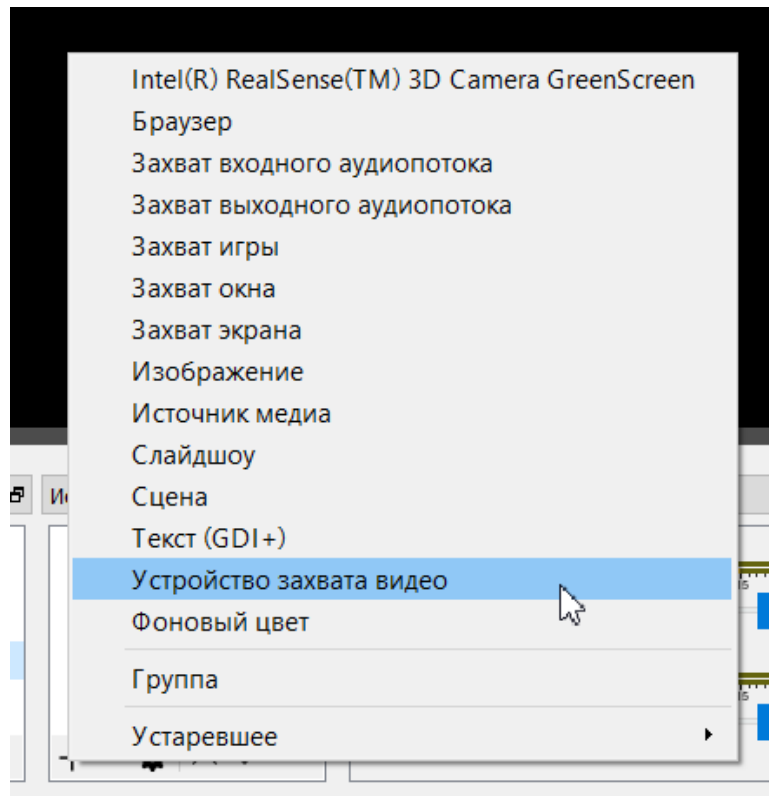 Intel(R) RealSense(TM) 3D Camera GreenScreen
Браузер
Захват входного аудиопотока
Захват выходного аудиопотока
Захват игры
Захват окна
Захват экрана
Изображение
Источник медиа
Слайдшоу
Сцена
Текст (GDI+)
Устройство захвата видео
Фоновый цвет
Группа
Устаревшее